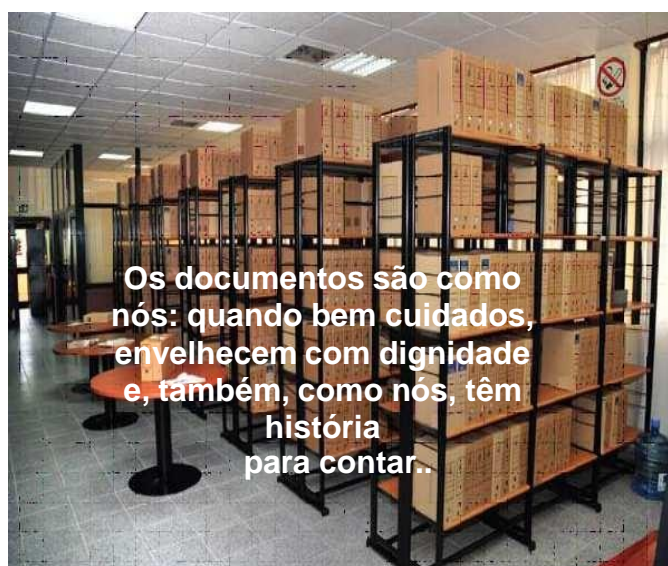 Os documentos são como
nós: quando bem cuidados,
envelhecem com dignidade
e, também, como nós, têm
história
para contar..